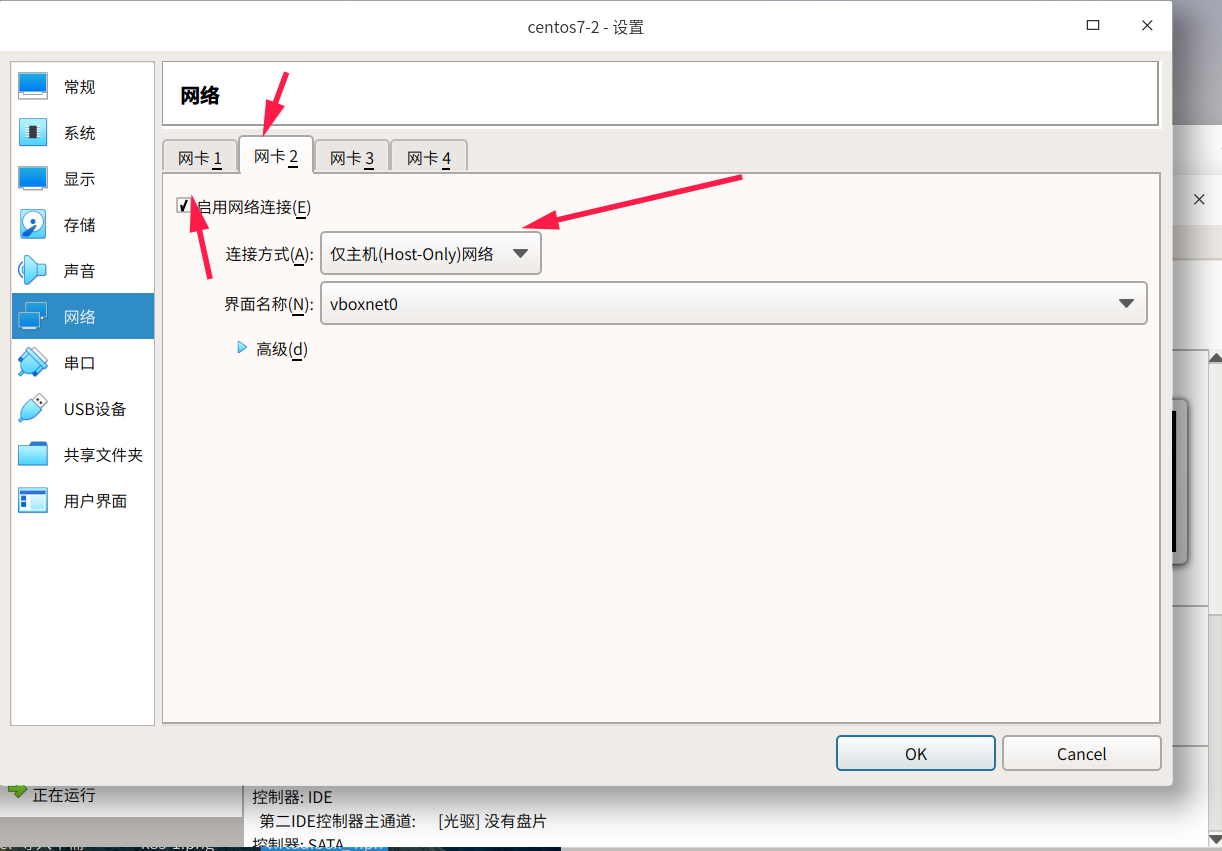 centos7-2 - 设置
常规
系统
显示
存储
声音
网络
串口
USB设备
共享文件夹
用户界面
网络
网卡 1
网卡 2
网卡 3
网卡 4
启用网络连接(E)
连接方式(A): 仅主机(Host-Only)网络
界面名称(N): vboxnet0
高级(d)
OK
Cancel
正在运行
控制器: IDE
第二IDE控制器主通道: [光驱] 没有盘片
控制器: SATA